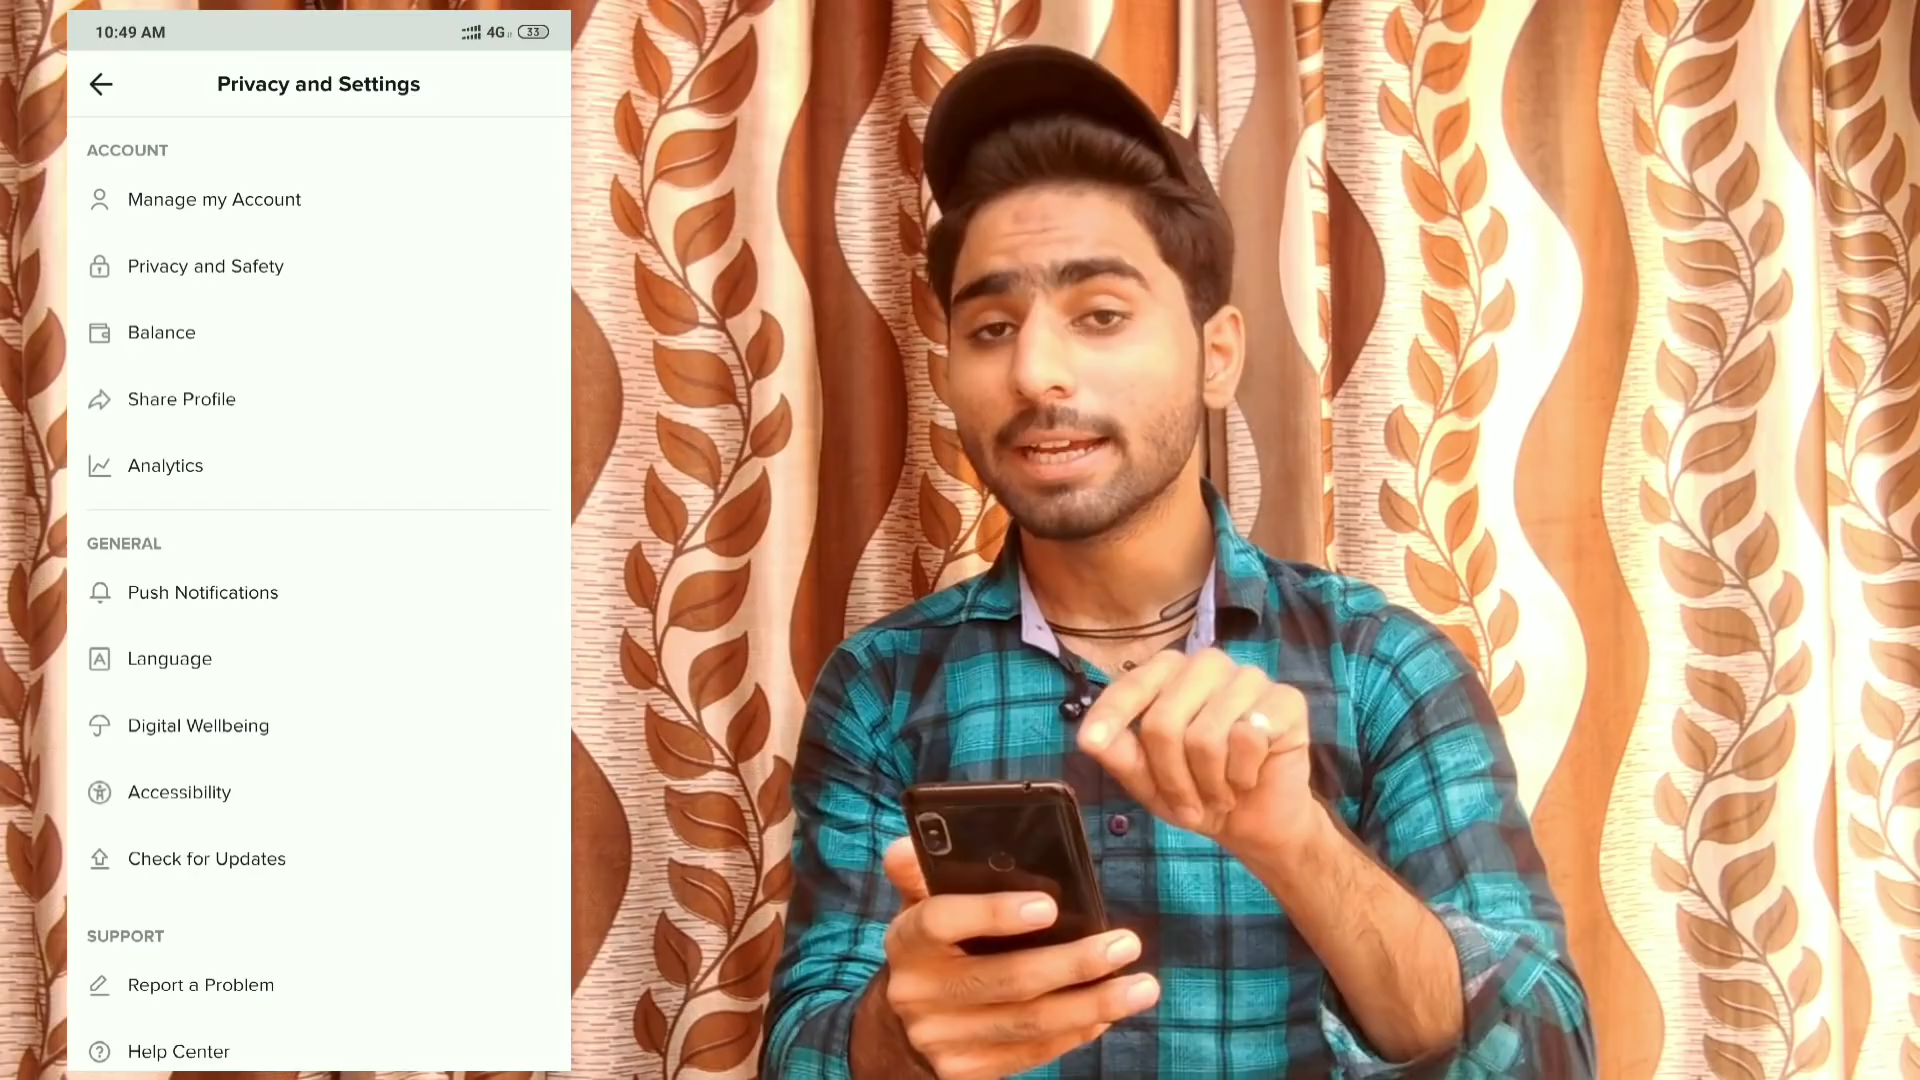 10:49 AM 4G 33
Privacy and Settings
ACCOUNT
Manage my Account
Privacy and Safety
Balance
Share Profile
Analytics
GENERAL
Push Notifications
Language
Digital Wellbeing
Accessibility
Check for Updates
SUPPORT
Report a Problem
Help Center